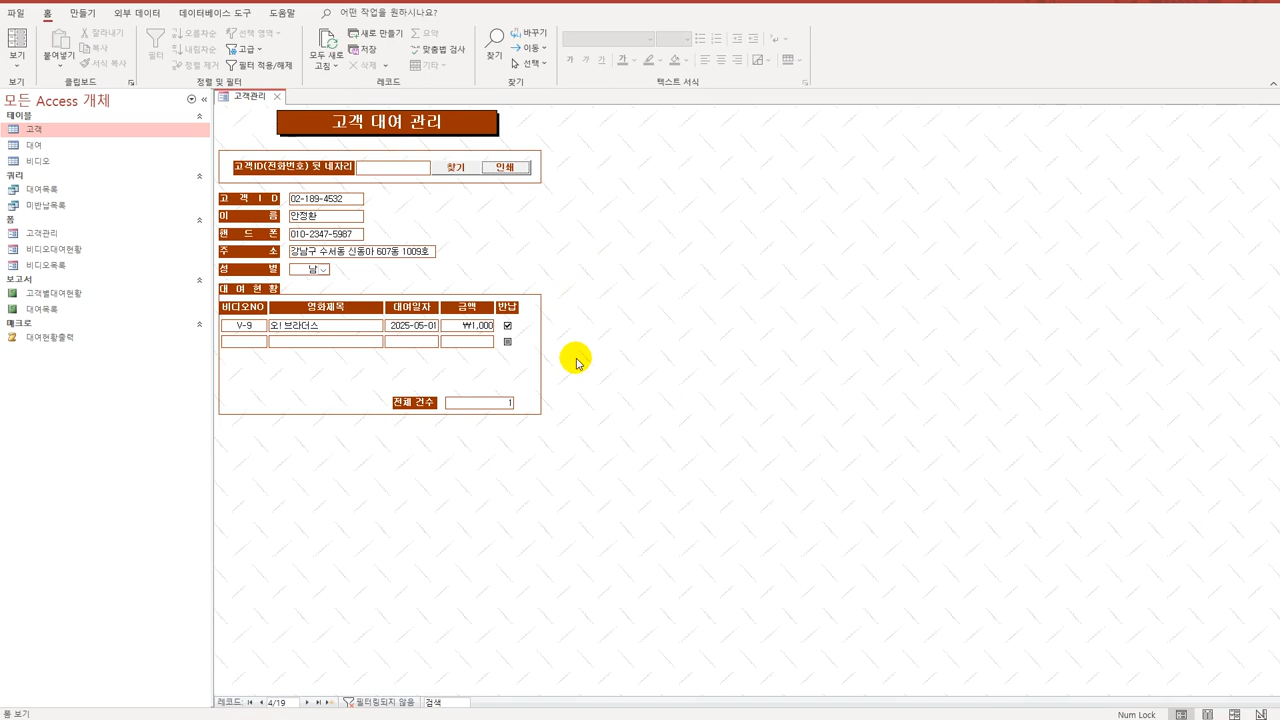 파일 홈 만들기 외부 데이터 데이터베이스 도구 도움말 어떤 작업을 원하시나요?
보기
붙여넣기
잘라내기
복사
서식 복사
필터
오름차순
내림차순
정렬 제거
선택 영역
고급
필터 적용/해제
모두 새로 고침
새로 만들기
저장
삭제
요약
맞춤법 검사
기타
찾기
바꾸기
이동
선택
가 가 가 가
보기 클립보드 정렬 및 필터 레코드 찾기 텍스트 서식
모든 Access 개체
테이블
고객
대여
비디오
쿼리
대여목록
미반납목록
폼
고객관리
비디오대여현황
비디오목록
보고서
고객별대여현황
대여목록
매크로
대여현황출력
고객관리
고객 대여 관리
고객ID(전화번호) 뒷 네자리 찾기 인쇄
고 객 I D 02-189-4532
이 름 안정환
핸 드 폰 010-2347-5987
주 소 강남구 수서동 신동아 607동 1009호
성 별 남
대 여 현 황
비디오NO 영화제목 대여일자 금액 반납
V-9 오! 브라더스 2025-05-01 ₩1,000
전체 건수 1
레코드: 4/19 필터링되지 않음 검색
폼 보기 Num Lock